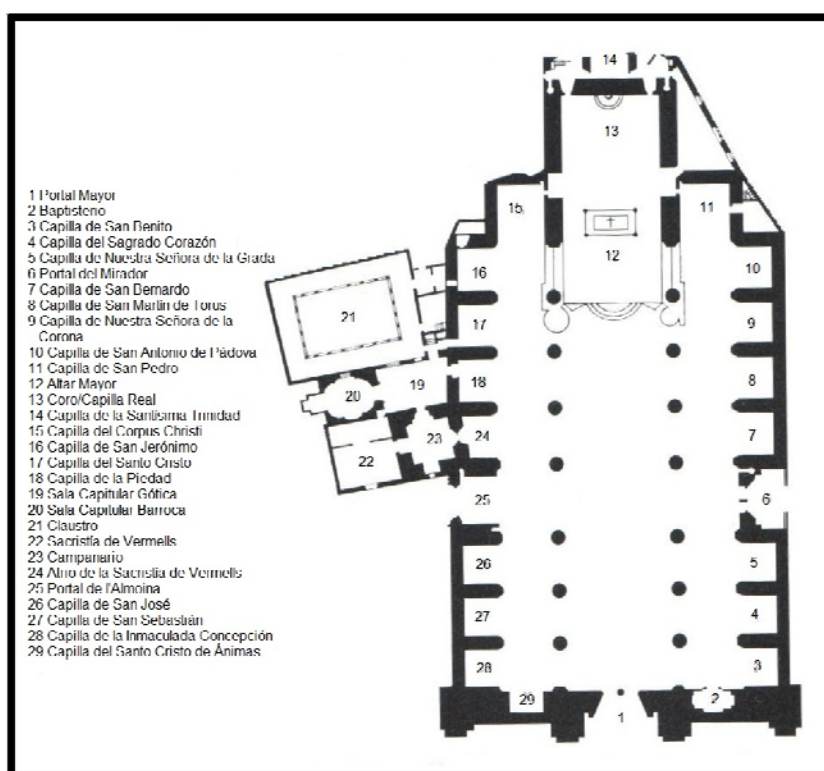 1 Portal Mayor
2 Baptisterio
3 Capilla de San Benito
4 Capilla del Sagrado Corazón
5 Capilla de Nuestra Señora de la Grada
6 Portal del Mirador
7 Capilla de San Bernardo
8 Capilla de San Martín de Torus
9 Capilla de Nuestra Señora de la
Corona
10 Capilla de San Antonio de Pádova
11 Capilla de San Pedro
12 Altar Mayor
13 Coro/Capilla Real
14 Capilla de la Santísima Trinidad
15 Capilla del Corpus Christi
16 Capilla de San Jerónimo
17 Capilla del Santo Cristo
18 Capilla de la Piedad
19 Sala Capitular Gótica
20 Sala Capitular Barroca
21 Claustro
22 Sacristía de Vermells
23 Campanario
24 Atrio de la Sacristía de Vermells
25 Portal de l'Almoina
26 Capilla de San José
27 Capilla de San Sebastián
28 Capilla de la Inmaculada Concepción
29 Capilla del Santo Cristo de Ánimas
14
13
15
11
12
16
10
21
17
9
19
18
8
20
24
7
23
22
25
6
26
5
27
4
28
3
29
2
1